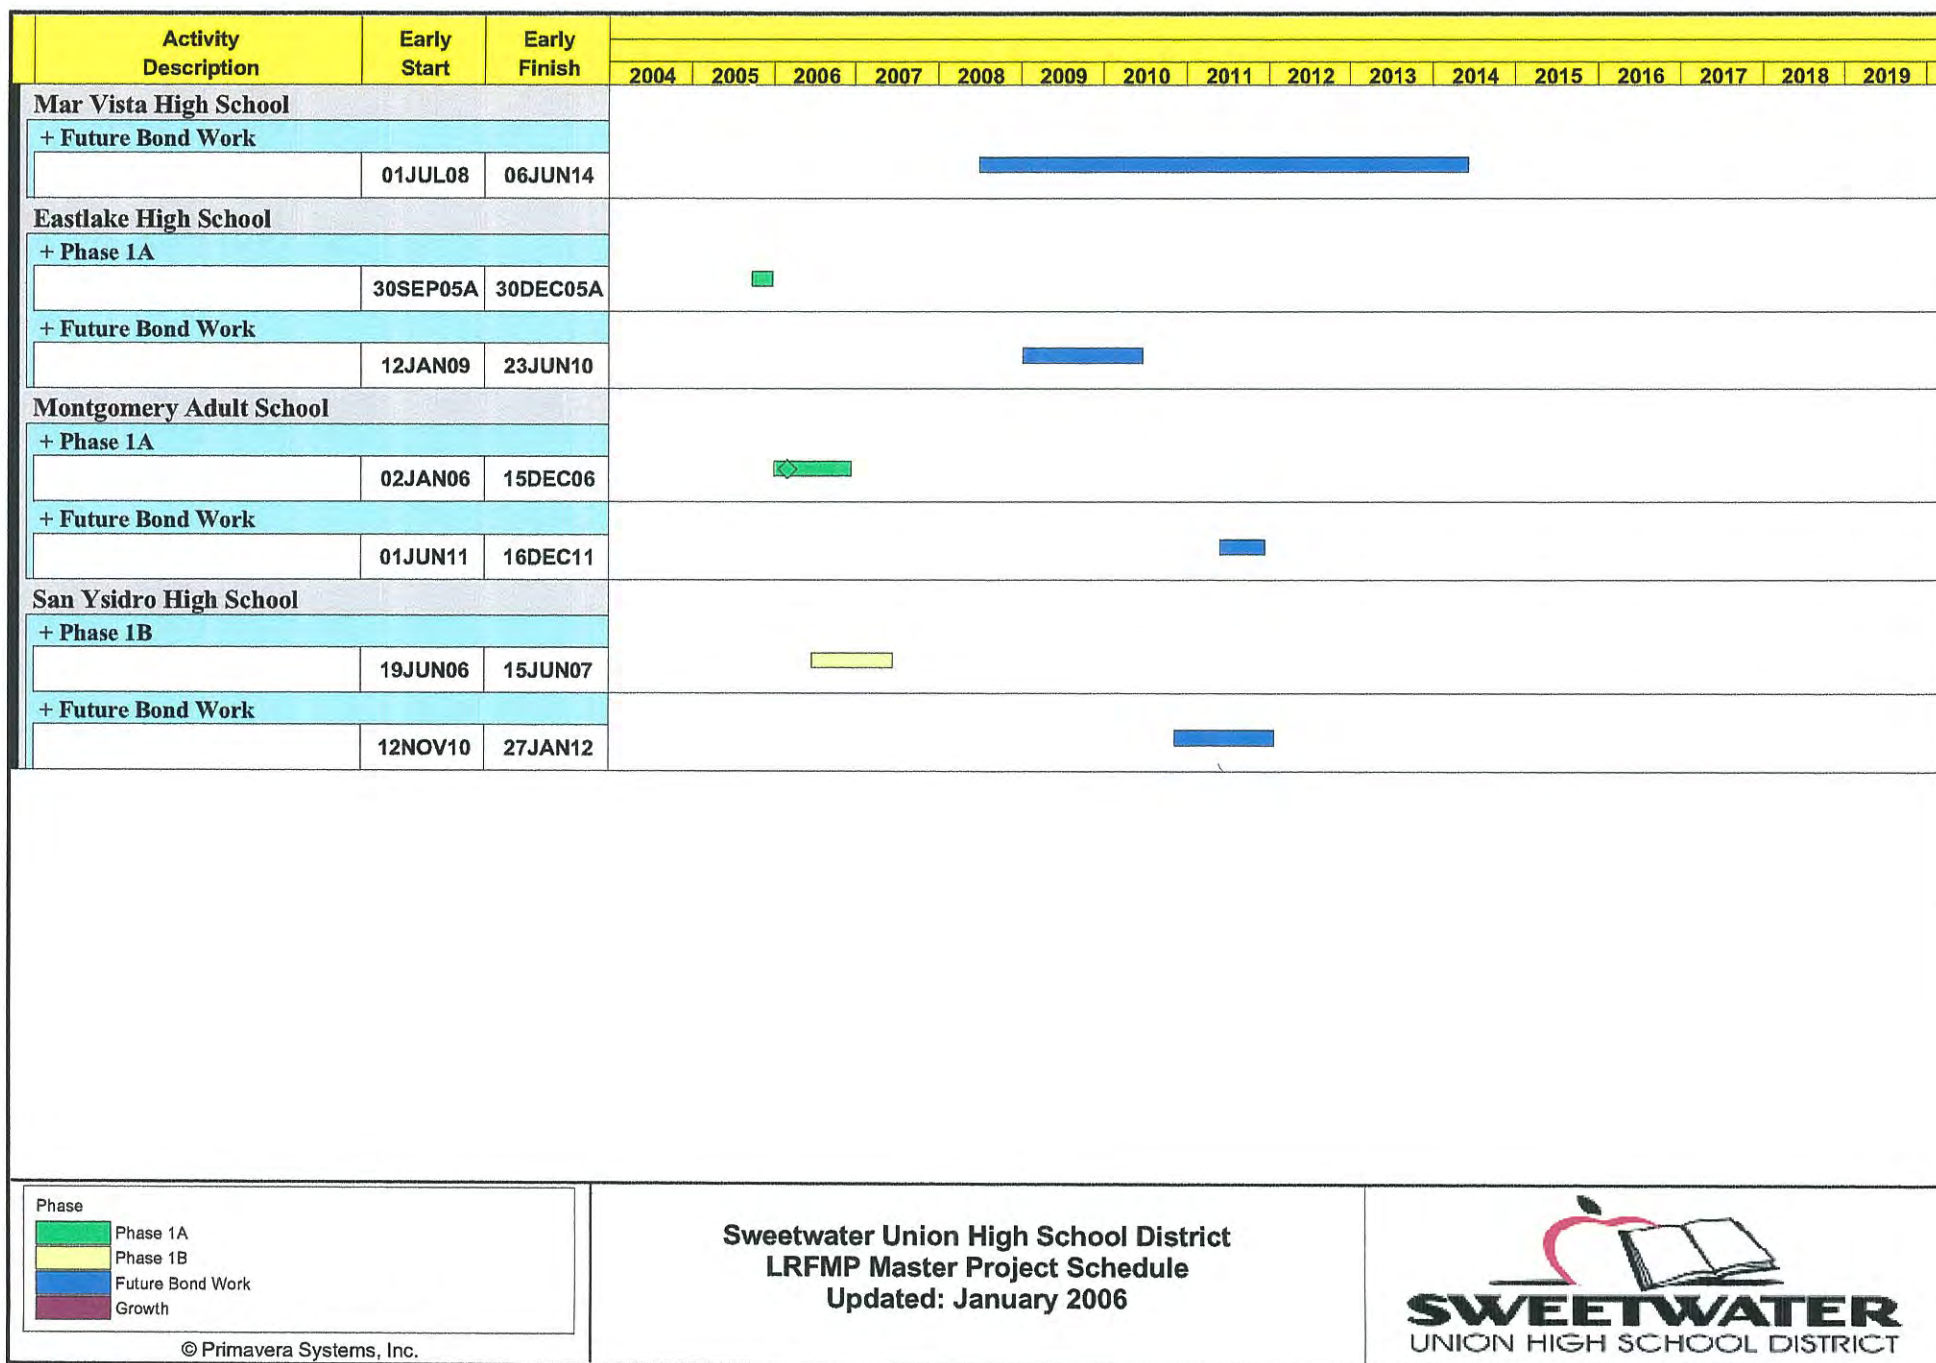 Activity Description Early Start Early Finish
2004 2005 2006 2007 2008 2009 2010 2011 2012 2013 2014 2015 2016 2017 2018 2019
Mar Vista High School
+ Future Bond Work
01JUL08 06JUN14
Eastlake High School
+ Phase 1A
30SEP05A 30DEC05A
+ Future Bond Work
12JAN09 23JUN10
Montgomery Adult School
+ Phase 1A
02JAN06 15DEC06
+ Future Bond Work
01JUN11 16DEC11
San Ysidro High School
+ Phase 1B
19JUN06 15JUN07
+ Future Bond Work
12NOV10 27JAN12
Phase
Phase 1A
Phase 1B
Future Bond Work
Growth
© Primavera Systems, Inc.
Sweetwater Union High School District
LRFMP Master Project Schedule
Updated: January 2006
SWEETWATER
UNION HIGH SCHOOL DISTRICT